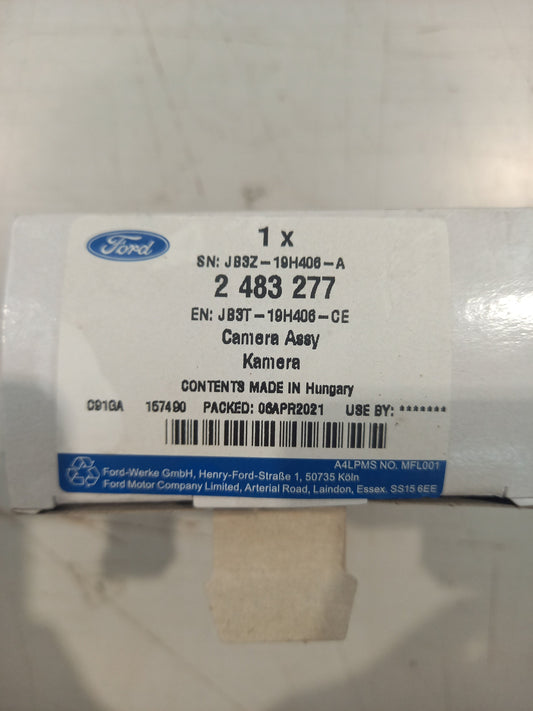 Ford
1 x
SN: JB3Z-19H406-A
2 483 277
EN: JB3T-19H406-CE
Camera Assy
Kamera
CONTENTS MADE IN Hungary
C91GA 157490 PACKED: 06APR2021 USE BY: *******
A4LPMS NO. MFL001
Ford-Werke GmbH, Henry-Ford-Straße 1, 50735 Köln
Ford Motor Company Limited, Arterial Road, Laindon, Essex. SS15 6EE